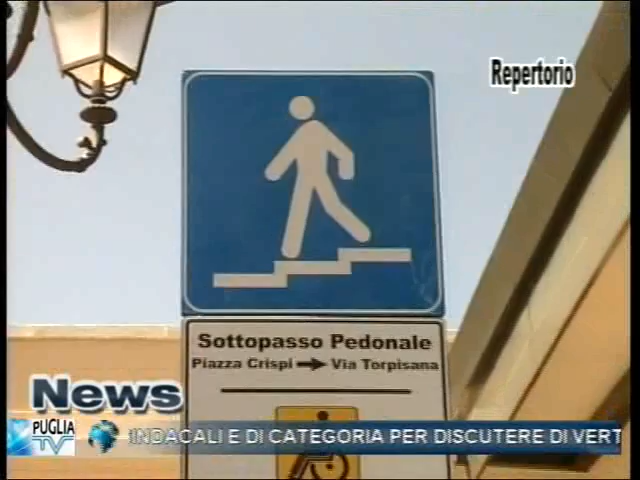 Repertorio
Sottopasso Pedonale
Piazza Crispi → Via Torpisana
News
PUGLIA TV
INDACALI E DI CATEGORIA PER DISCUTERE DI VERT